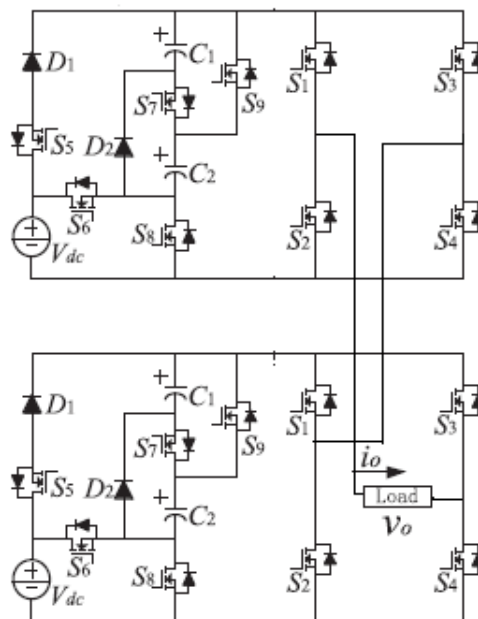 D1 C1 S9 S1 S3
S7
S5 D2 C2
S6 S8 S2 S4
Vdc
D1 C1 S1 S3
S7 S9
S5 D2 C2 io
Load
vo
S6 S8 S2 S4
Vdc